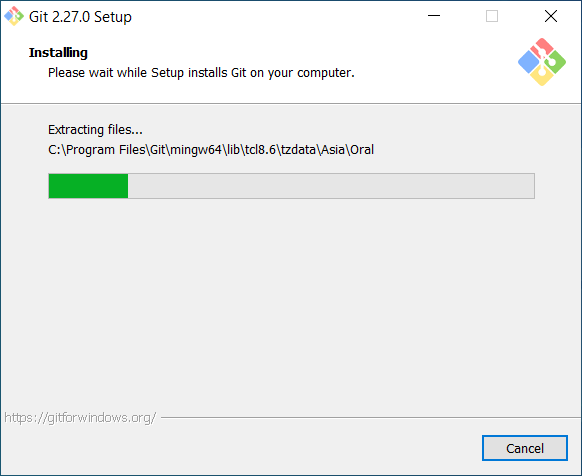 Git 2.27.0 Setup
Installing
Please wait while Setup installs Git on your computer.
Extracting files...
C:\Program Files\Git\mingw64\lib\tcl8.6\tzdata\Asia\Oral
https://gitforwindows.org/
Cancel